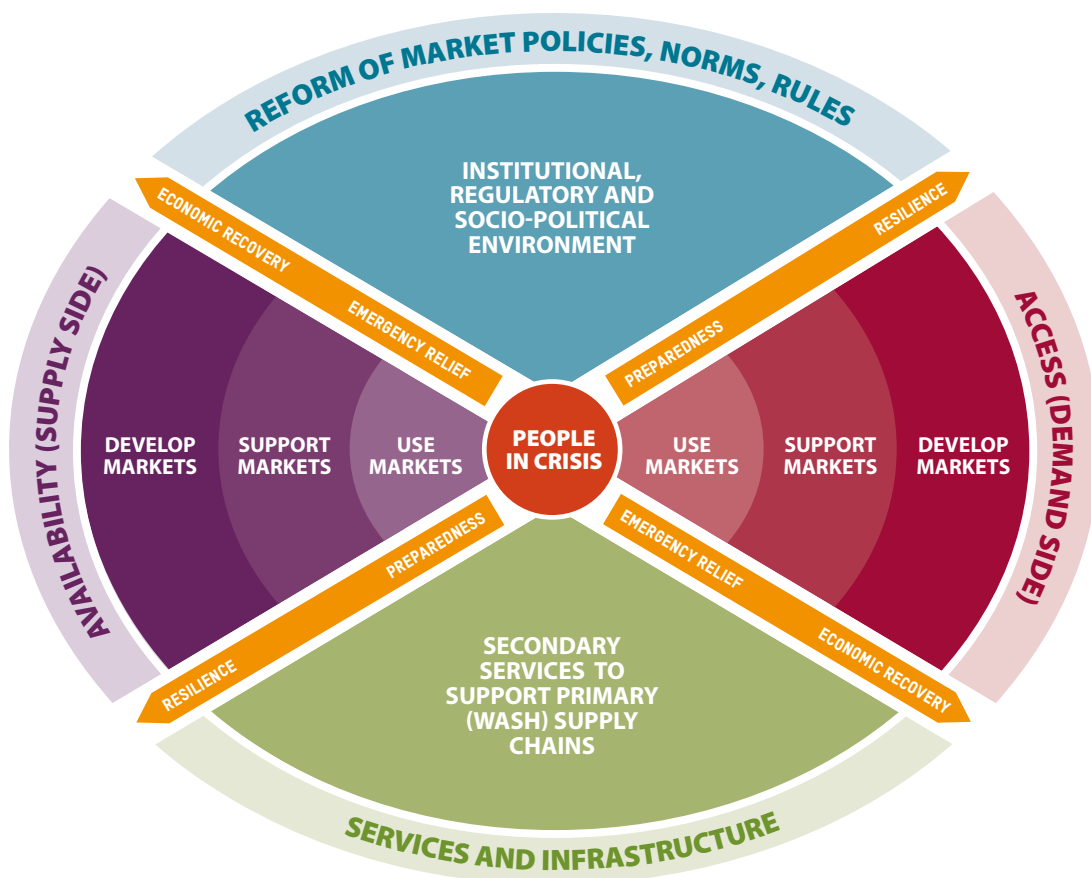 REFORM OF MARKET POLICIES, NORMS, RULES
INSTITUTIONAL,
REGULATORY AND
SOCIO-POLITICAL
ENVIRONMENT
ECONOMIC RECOVERY
EMERGENCY RELIEF
RESILIENCE
PREPAREDNESS
AVAILABILITY (SUPPLY SIDE)
DEVELOP
MARKETS
SUPPORT
MARKETS
USE
MARKETS
PEOPLE
IN CRISIS
USE
MARKETS
SUPPORT
MARKETS
DEVELOP
MARKETS
ACCESS (DEMAND SIDE)
PREPAREDNESS
RESILIENCE
EMERGENCY RELIEF
ECONOMIC RECOVERY
SECONDARY
SERVICES TO
SUPPORT PRIMARY
(WASH) SUPPLY
CHAINS
SERVICES AND INFRASTRUCTURE